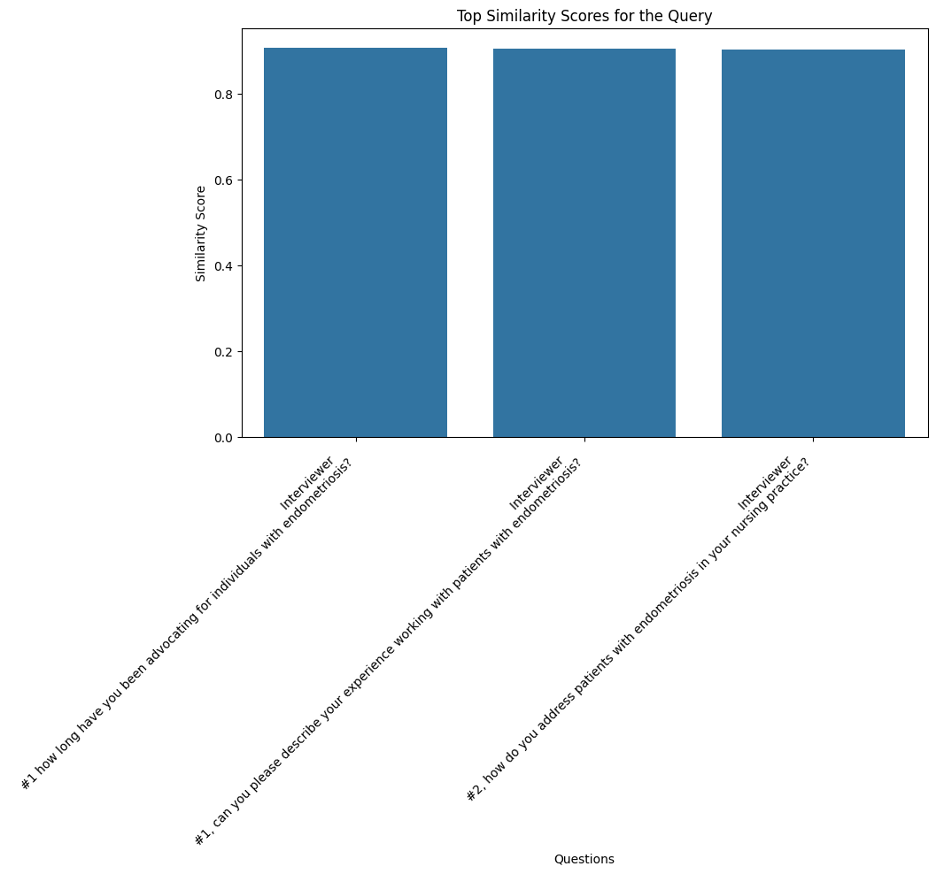 Top Similarity Scores for the Query
Similarity Score
0.8
0.6
0.4
0.2
0.0
Interviewer
#1 how long have you been advocating for individuals with endometriosis?
Interviewer
#1, can you please describe your experience working with patients with endometriosis?
Interviewer
#2, how do you address patients with endometriosis in your nursing practice?
Questions